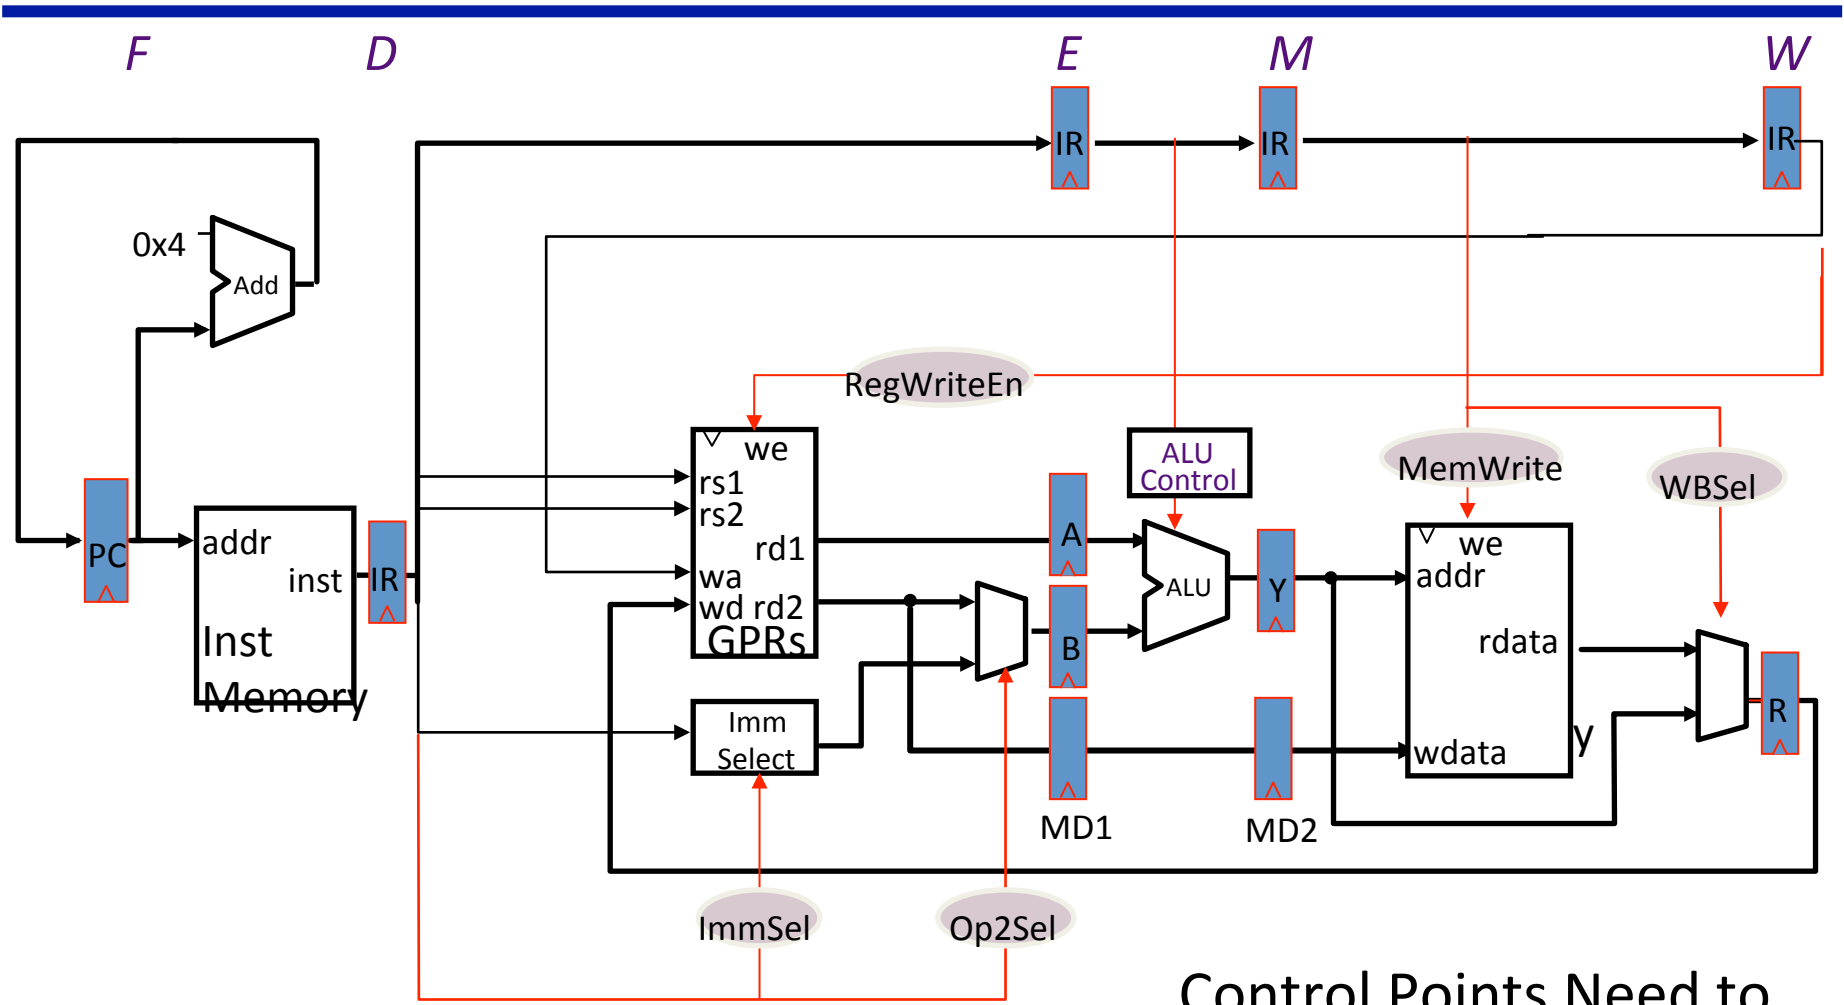 F D E M W
IR IR IR
0x4
Add
RegWriteEn
we
rs1
rs2
rd1
wa
wd rd2
GPRs
ALU
Control
MemWrite
WBSel
PC
addr
inst
Inst
Memory
IR
A
B
ALU
Y
we
addr
rdata
wdata
y
R
Imm
Select
MD1
MD2
ImmSel
Op2Sel
Control Points Need to